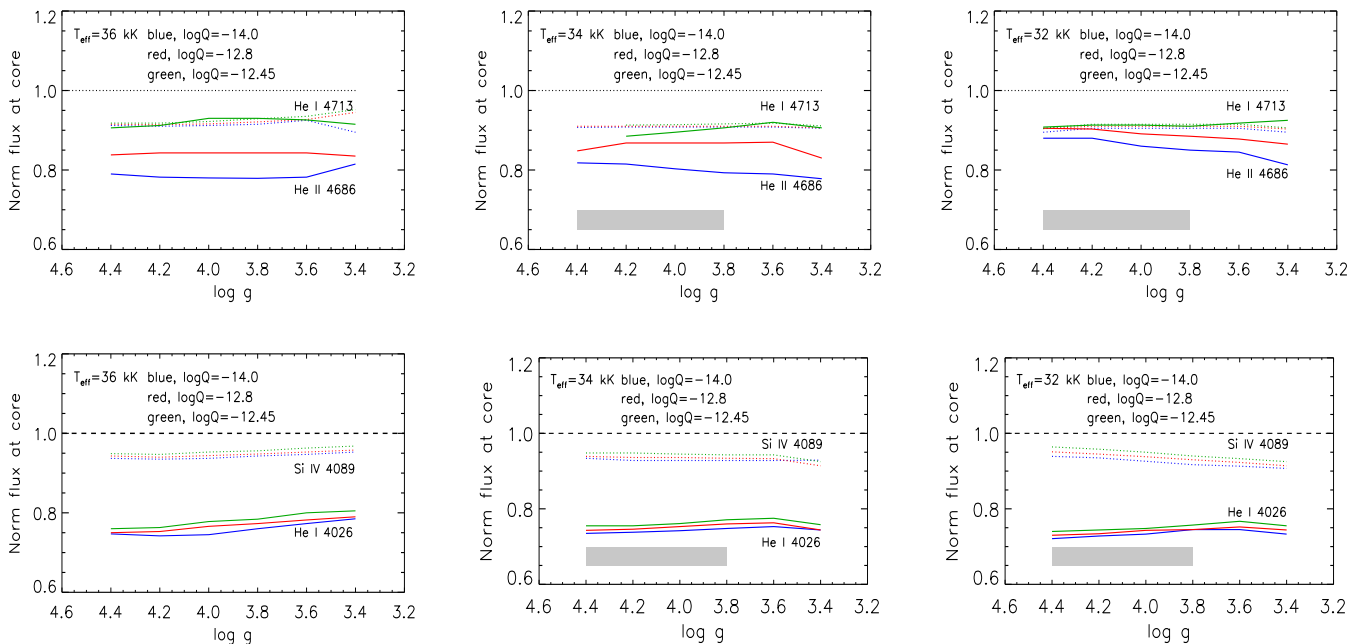 T_eff=36 kK blue, logQ=−14.0
red, logQ=−12.8
green, logQ=−12.45
He I 4713
He II 4686
Norm flux at core
1.2
1.0
0.8
0.6
4.6 4.4 4.2 4.0 3.8 3.6 3.4 3.2
log g
T_eff=34 kK blue, logQ=−14.0
red, logQ=−12.8
green, logQ=−12.45
He I 4713
He II 4686
Norm flux at core
1.2
1.0
0.8
0.6
4.6 4.4 4.2 4.0 3.8 3.6 3.4 3.2
log g
T_eff=32 kK blue, logQ=−14.0
red, logQ=−12.8
green, logQ=−12.45
He I 4713
He II 4686
Norm flux at core
1.2
1.0
0.8
0.6
4.6 4.4 4.2 4.0 3.8 3.6 3.4 3.2
log g
T_eff=36 kK blue, logQ=−14.0
red, logQ=−12.8
green, logQ=−12.45
Si IV 4089
He I 4026
Norm flux at core
1.2
1.0
0.8
0.6
4.6 4.4 4.2 4.0 3.8 3.6 3.4 3.2
log g
T_eff=34 kK blue, logQ=−14.0
red, logQ=−12.8
green, logQ=−12.45
Si IV 4089
He I 4026
Norm flux at core
1.2
1.0
0.8
0.6
4.6 4.4 4.2 4.0 3.8 3.6 3.4 3.2
log g
T_eff=32 kK blue, logQ=−14.0
red, logQ=−12.8
green, logQ=−12.45
Si IV 4089
He I 4026
Norm flux at core
1.2
1.0
0.8
0.6
4.6 4.4 4.2 4.0 3.8 3.6 3.4 3.2
log g